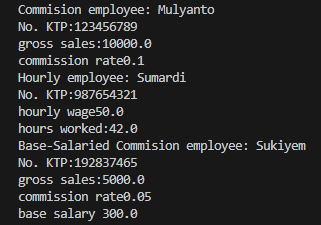 Commision employee: Mulyanto
No. KTP:123456789
gross sales:10000.0
commission rate0.1
Hourly employee: Sumardi
No. KTP:987654321
hourly wage50.0
hours worked:42.0
Base-Salaried Commision employee: Sukiyem
No. KTP:192837465
gross sales:5000.0
commission rate0.05
base salary 300.0